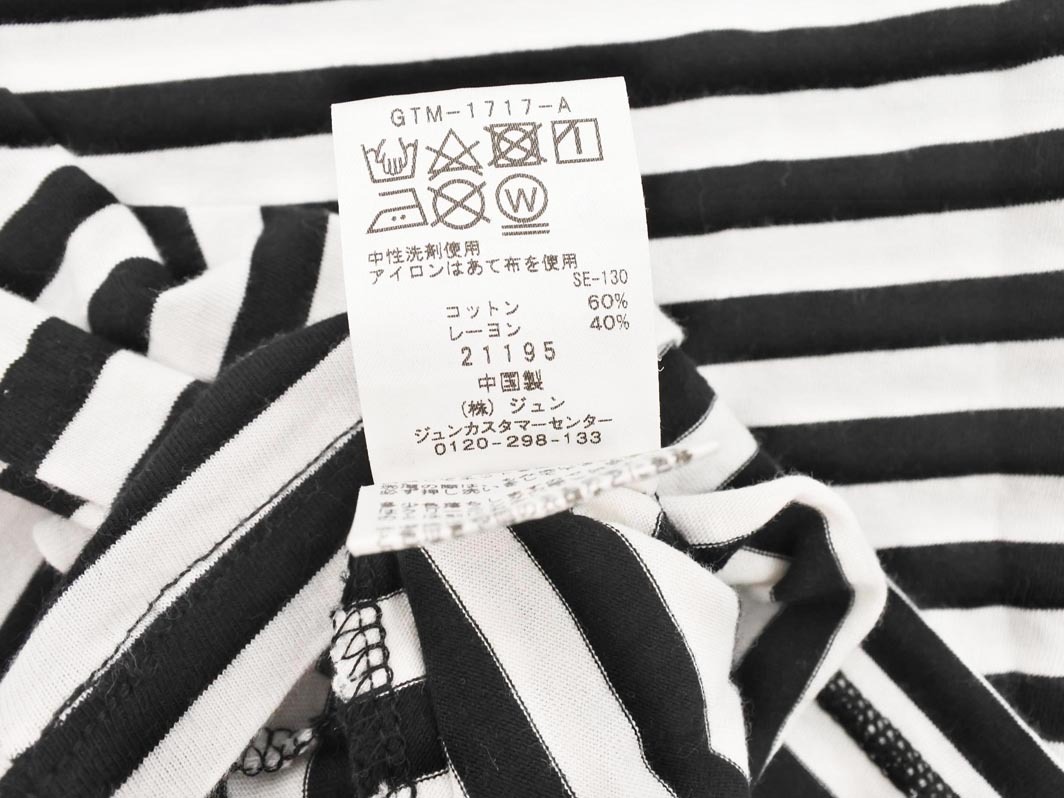 GTM-1717-A
W
中性洗剤使用
アイロンはあて布を使用
SE-130
コットン 60%
レーヨン 40%
21195
中国製
(株) ジュン
ジュンカスタマーセンター
0120-298-133